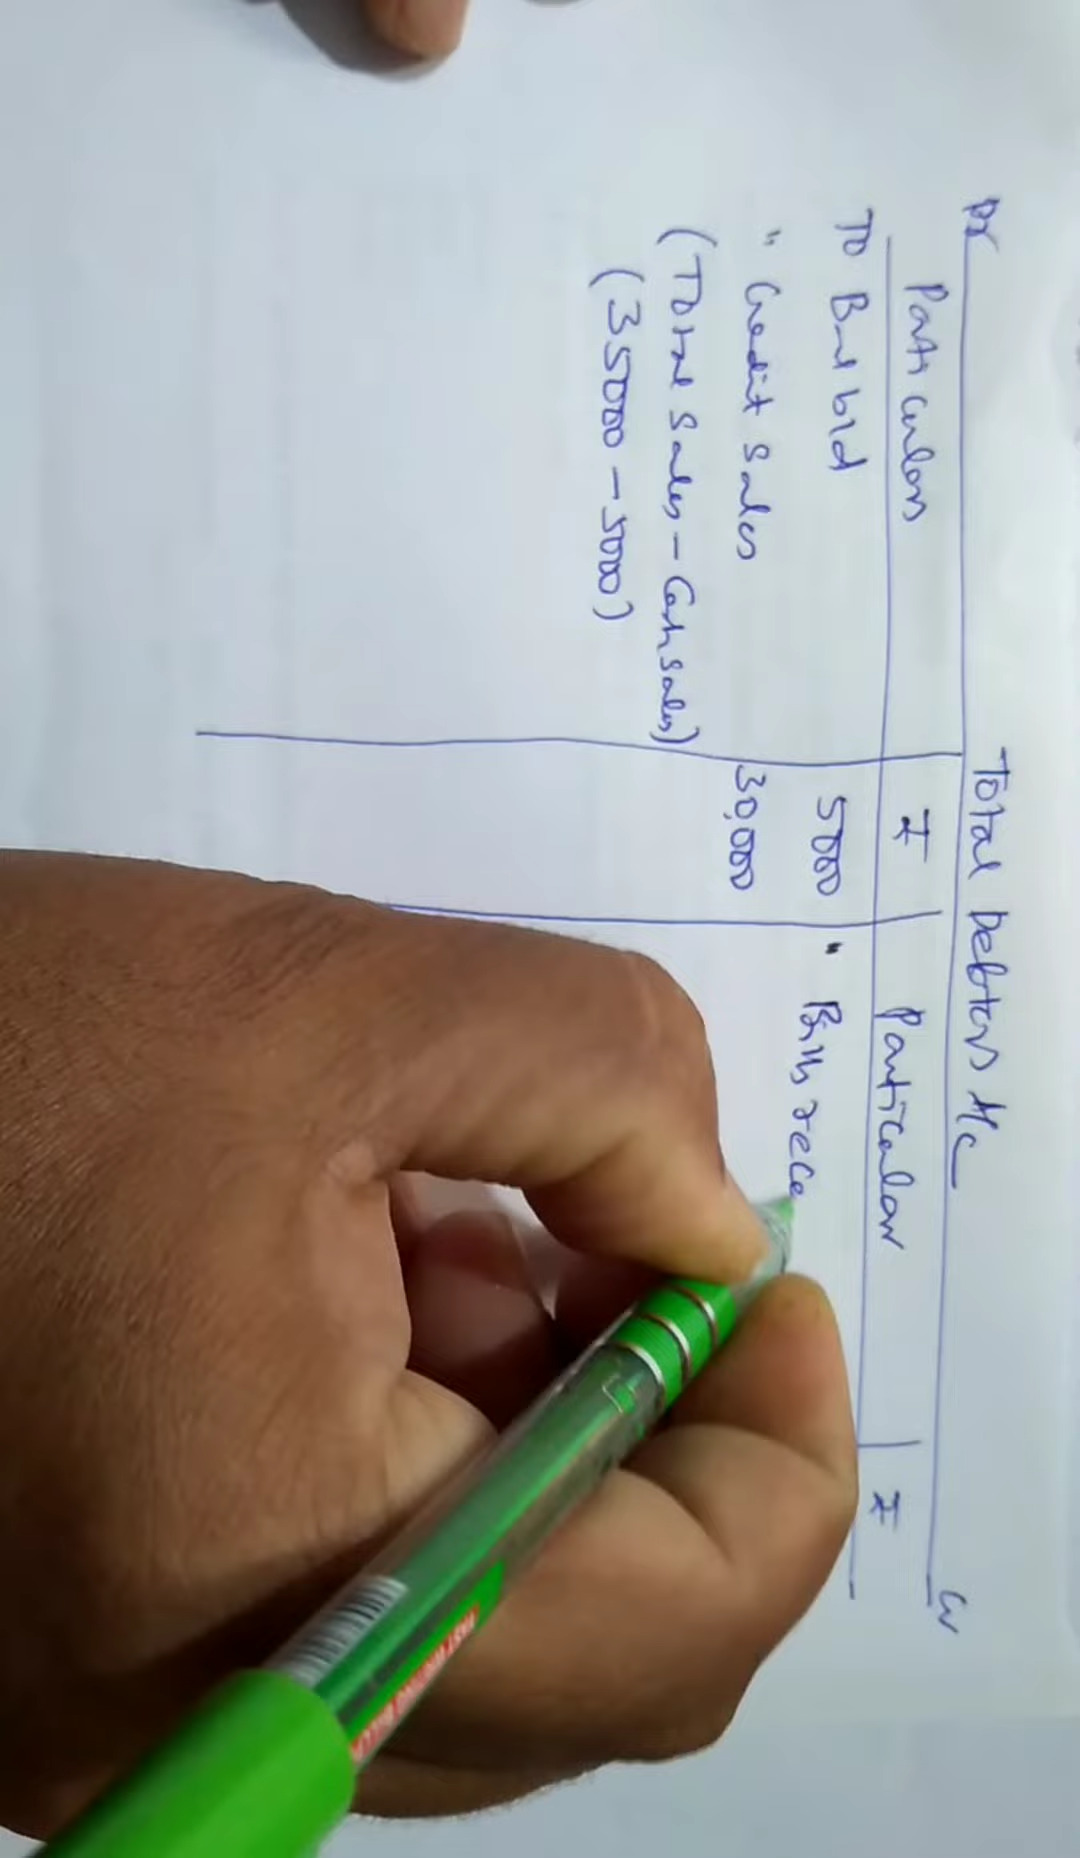 Total Debtors A/c
Dr Cr
Particulars ₹ Particulars ₹
To Bal b/d 5000 " Bills rece
" Credit Sales 30,000
(Total Sales - Cash Sales)
(35000 - 5000)